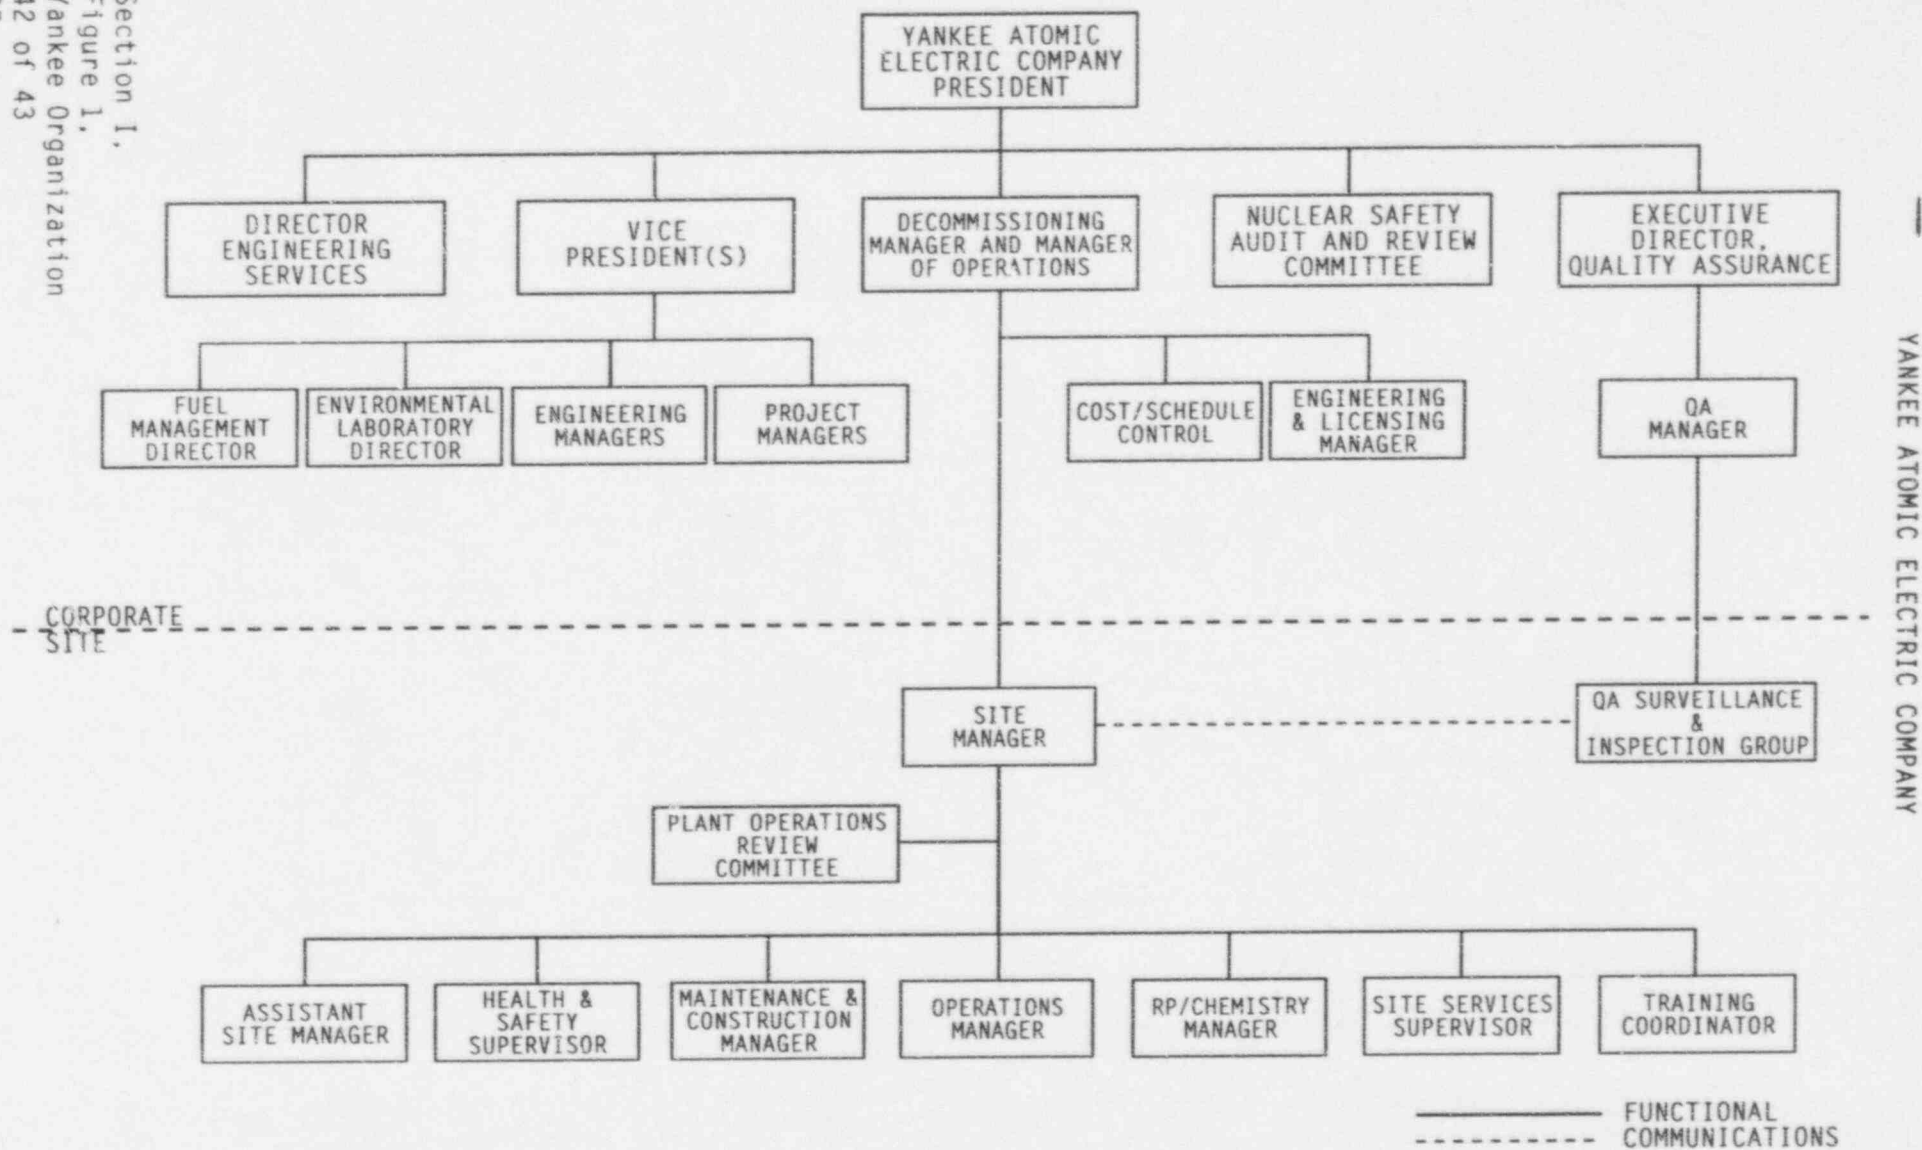 YANKEE ATOMIC
ELECTRIC COMPANY
PRESIDENT
DIRECTOR
ENGINEERING
SERVICES
VICE
PRESIDENT(S)
DECOMMISSIONING
MANAGER AND MANAGER
OF OPERATIONS
NUCLEAR SAFETY
AUDIT AND REVIEW
COMMITTEE
EXECUTIVE
DIRECTOR,
QUALITY ASSURANCE
FUEL
MANAGEMENT
DIRECTOR
ENVIRONMENTAL
LABORATORY
DIRECTOR
ENGINEERING
MANAGERS
PROJECT
MANAGERS
COST/SCHEDULE
CONTROL
ENGINEERING
& LICENSING
MANAGER
QA
MANAGER
CORPORATE
SITE
SITE
MANAGER
QA SURVEILLANCE
&
INSPECTION GROUP
PLANT OPERATIONS
REVIEW
COMMITTEE
ASSISTANT
SITE MANAGER
HEALTH &
SAFETY
SUPERVISOR
MAINTENANCE &
CONSTRUCTION
MANAGER
OPERATIONS
MANAGER
RP/CHEMISTRY
MANAGER
SITE SERVICES
SUPERVISOR
TRAINING
COORDINATOR
FUNCTIONAL
COMMUNICATIONS
YANKEE ATOMIC ELECTRIC COMPANY
Section I,
Figure 1,
Yankee Organization
42 of 43